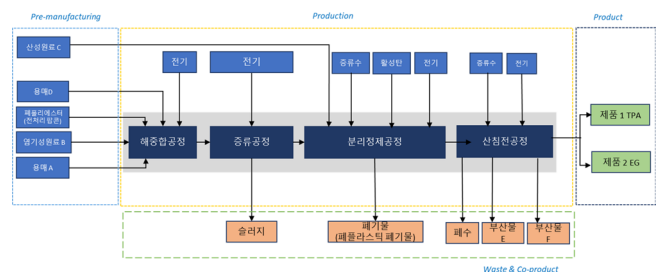 Pre-manufacturing
Production
Product
산성원료 C
용매D
폐폴리에스터
(전처리 팝콘)
염기성원료 B
용매 A
전기
전기
증류수
활성탄
전기
증류수
전기
해중합공정
증류공정
분리정제공정
산침전공정
제품 1 TPA
제품 2 EG
슬러지
폐기물
(폐플라스틱 폐기물)
폐수
부산물
E
부산물
F
Waste & Co-product